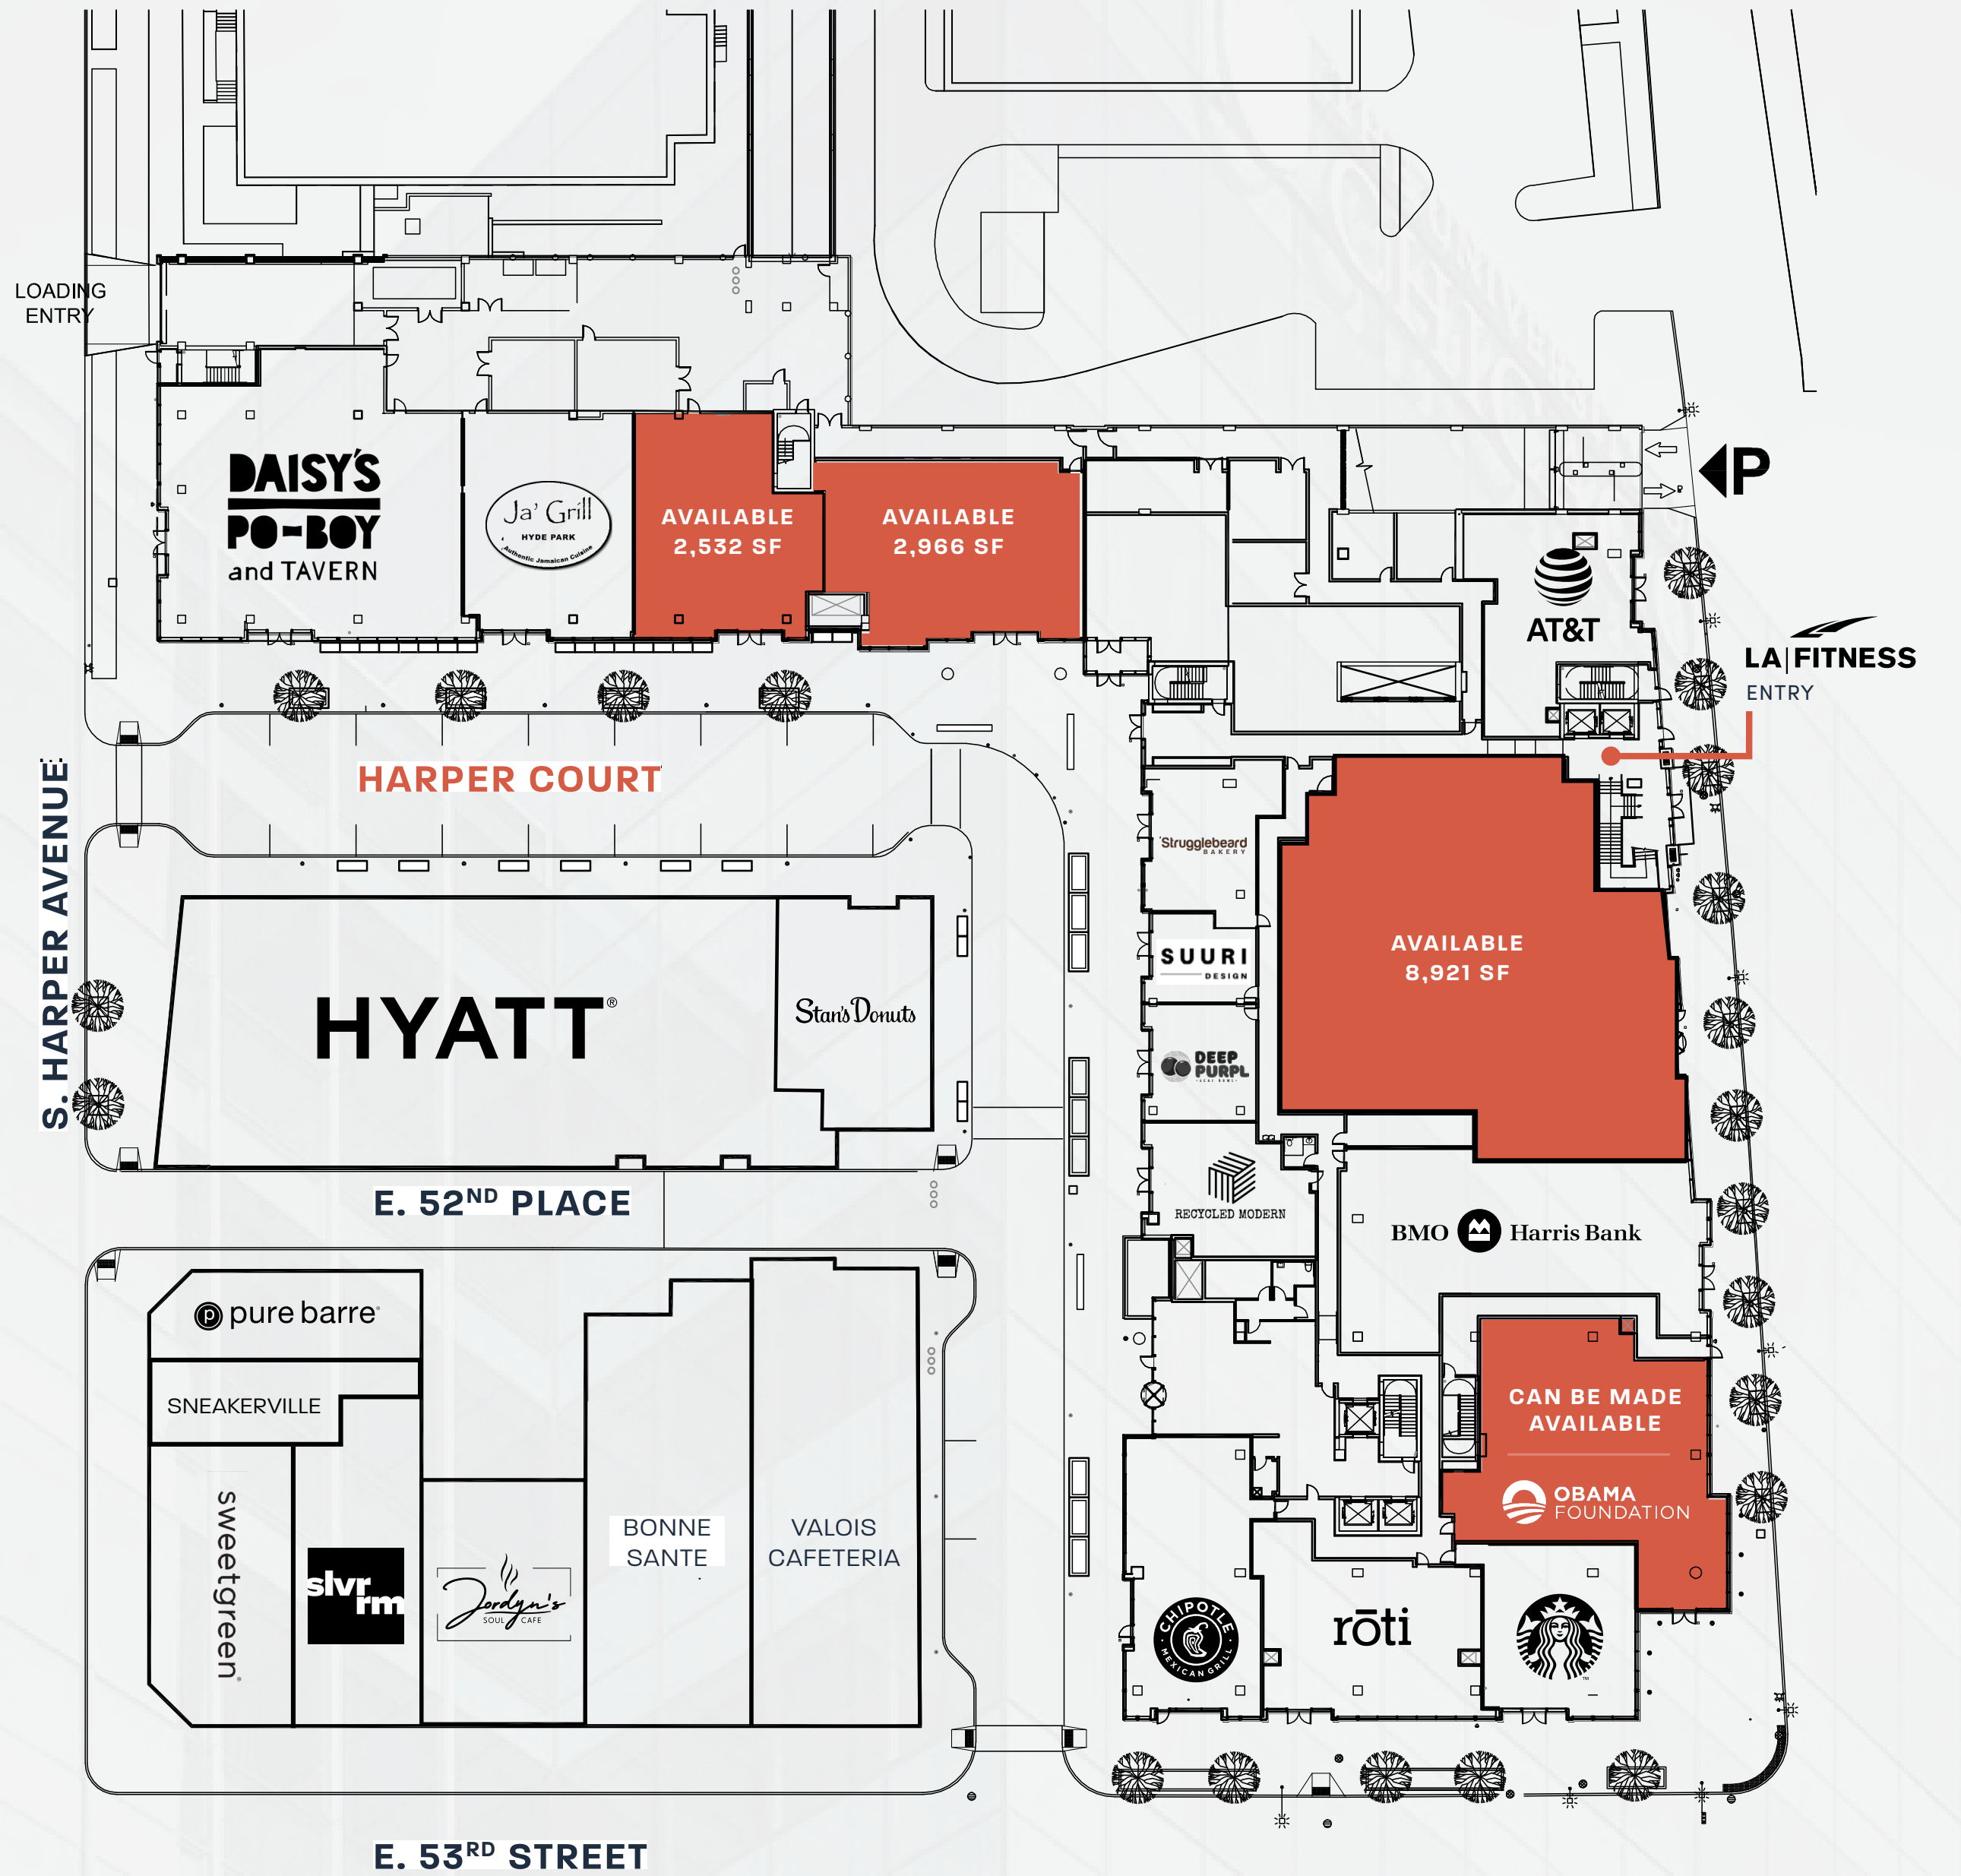 LOADING
ENTRY
DAISY'S
PO-BOY
and TAVERN
Ja' Grill
HYDE PARK
Authentic Jamaican Cuisine
AVAILABLE
2,532 SF
AVAILABLE
2,966 SF
P
AT&T
LA|FITNESS
ENTRY
HARPER COURT
S. HARPER AVENUE
Strugglebeard
BAKERY
SUURI
DESIGN
AVAILABLE
8,921 SF
HYATT®
Stan's Donuts
DEEP
PURPL
AÇAI BOWL
RECYCLED MODERN
E. 52ND PLACE
BMO Harris Bank
p pure barre
SNEAKERVILLE
CAN BE MADE
AVAILABLE
OBAMA
FOUNDATION
sweetgreen
slvr
rm
Jordyn's
SOUL CAFE
BONNE
SANTE
VALOIS
CAFETERIA
CHIPOTLE
MEXICAN GRILL
rōti
TM
E. 53RD STREET